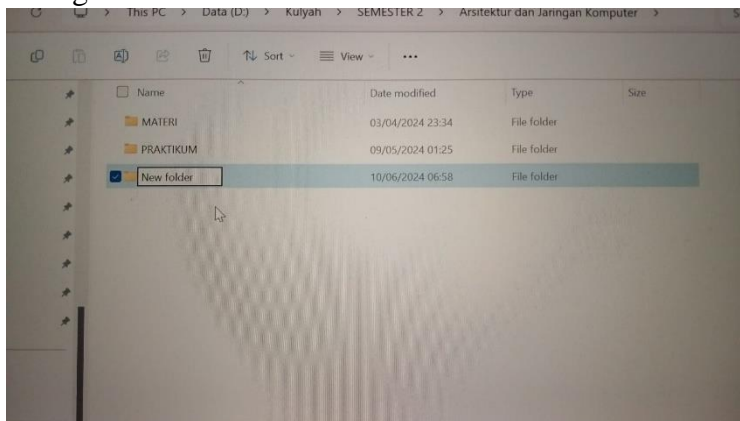 > This PC > Data (D:) > Kulyah > SEMESTER 2 > Arsitektur dan Jaringan Komputer >
Sort View ...
Name Date modified Type Size
MATERI 03/04/2024 23:34 File folder
PRAKTIKUM 09/05/2024 01:25 File folder
New folder 10/06/2024 06:58 File folder